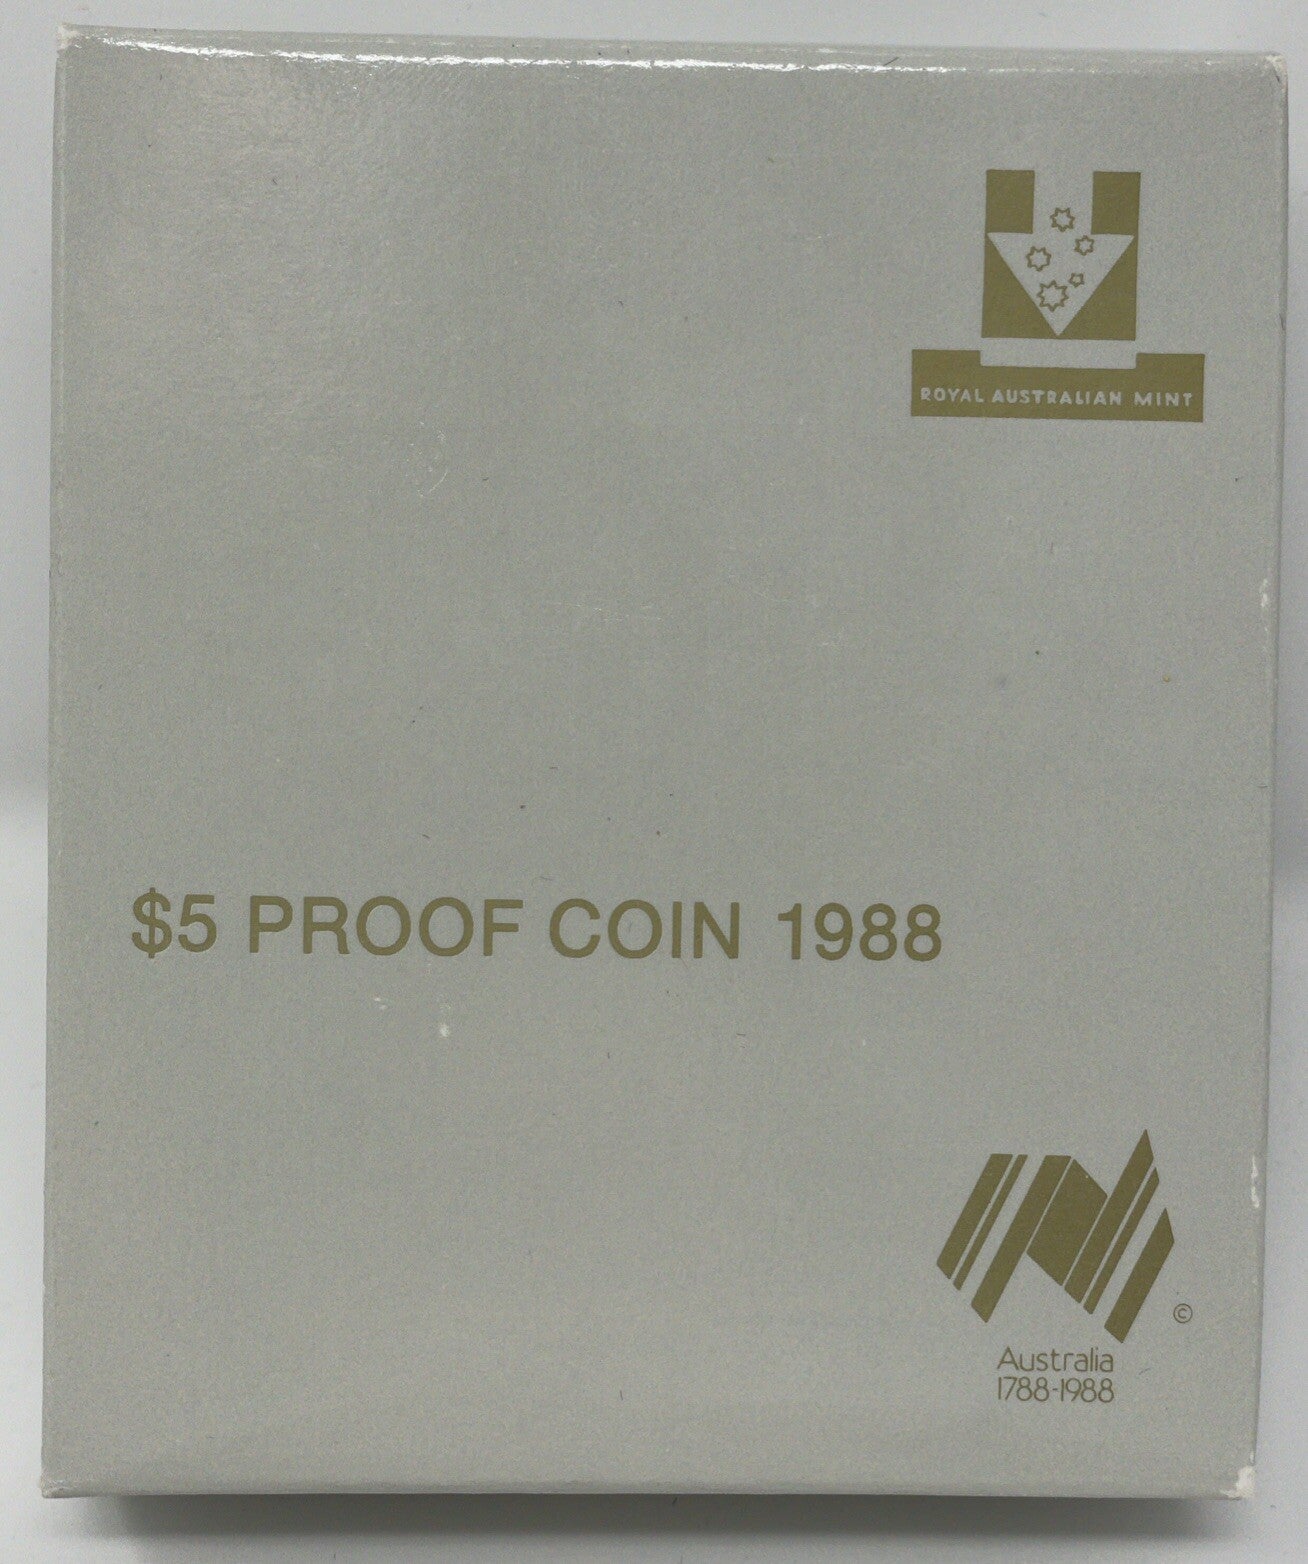 ROYAL AUSTRALIAN MINT
$5 PROOF COIN 1988
©
Australia
1788-1988